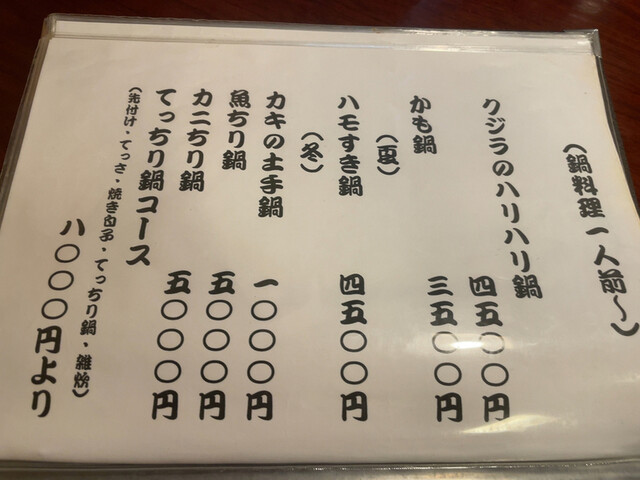 (鍋料理一人前～)
クジラのハリハリ鍋 四五〇〇円
かも鍋 三五〇〇円
(夏)
ハモすき鍋 四五〇〇円
(冬)
カキの土手鍋 一〇〇〇円
魚ちり鍋 五〇〇〇円
カニちり鍋 五〇〇〇円
てっちり鍋コース
(先付け・てっさ・焼き白子・てっちり鍋・雑炊)
八〇〇〇円より